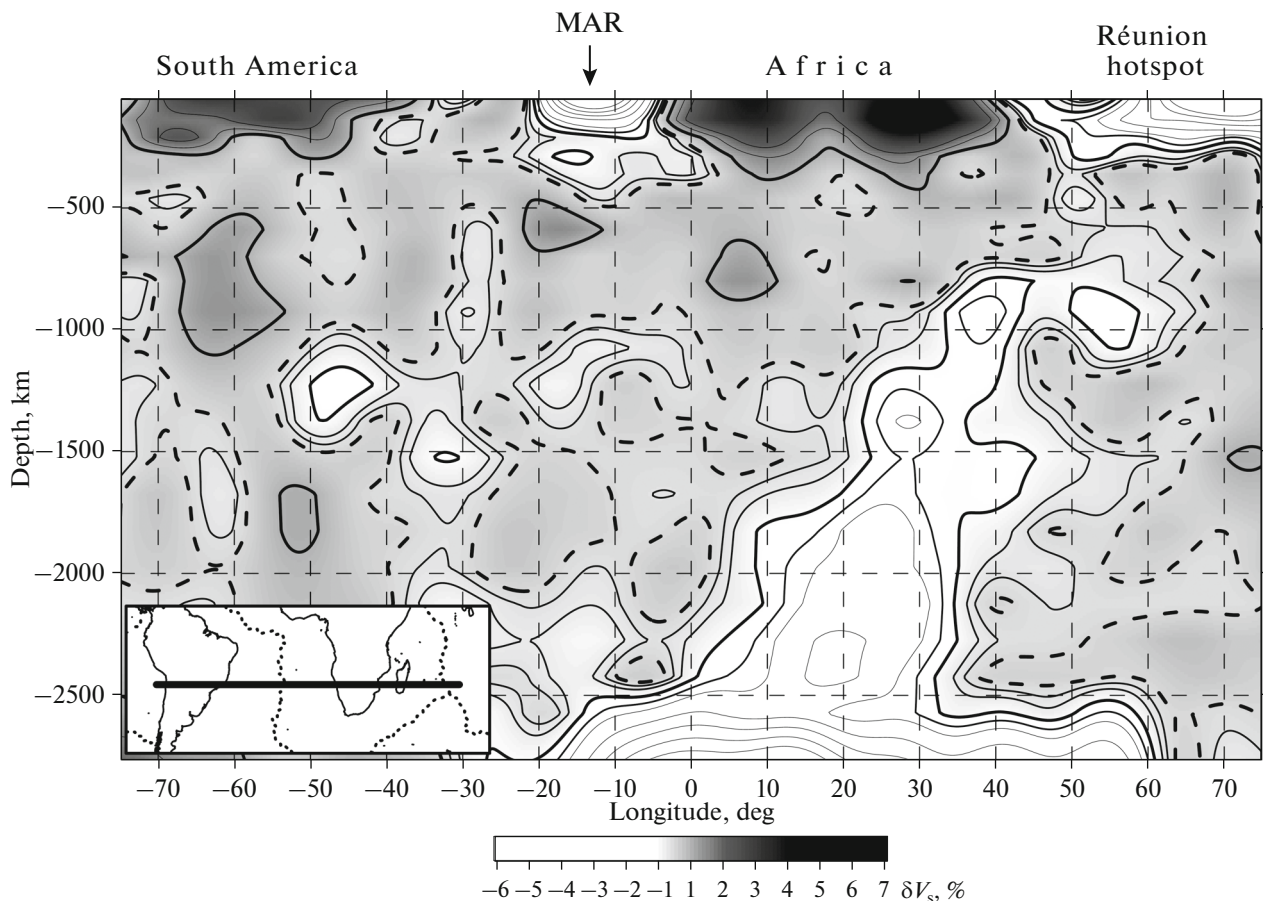 MAR
South America
Africa
Réunion
hotspot
Depth, km
−500
−1000
−1500
−2000
−2500
−70 −60 −50 −40 −30 −20 −10 0 10 20 30 40 50 60 70
Longitude, deg
−6 −5 −4 −3 −2 −1 1 2 3 4 5 6 7 δVs, %